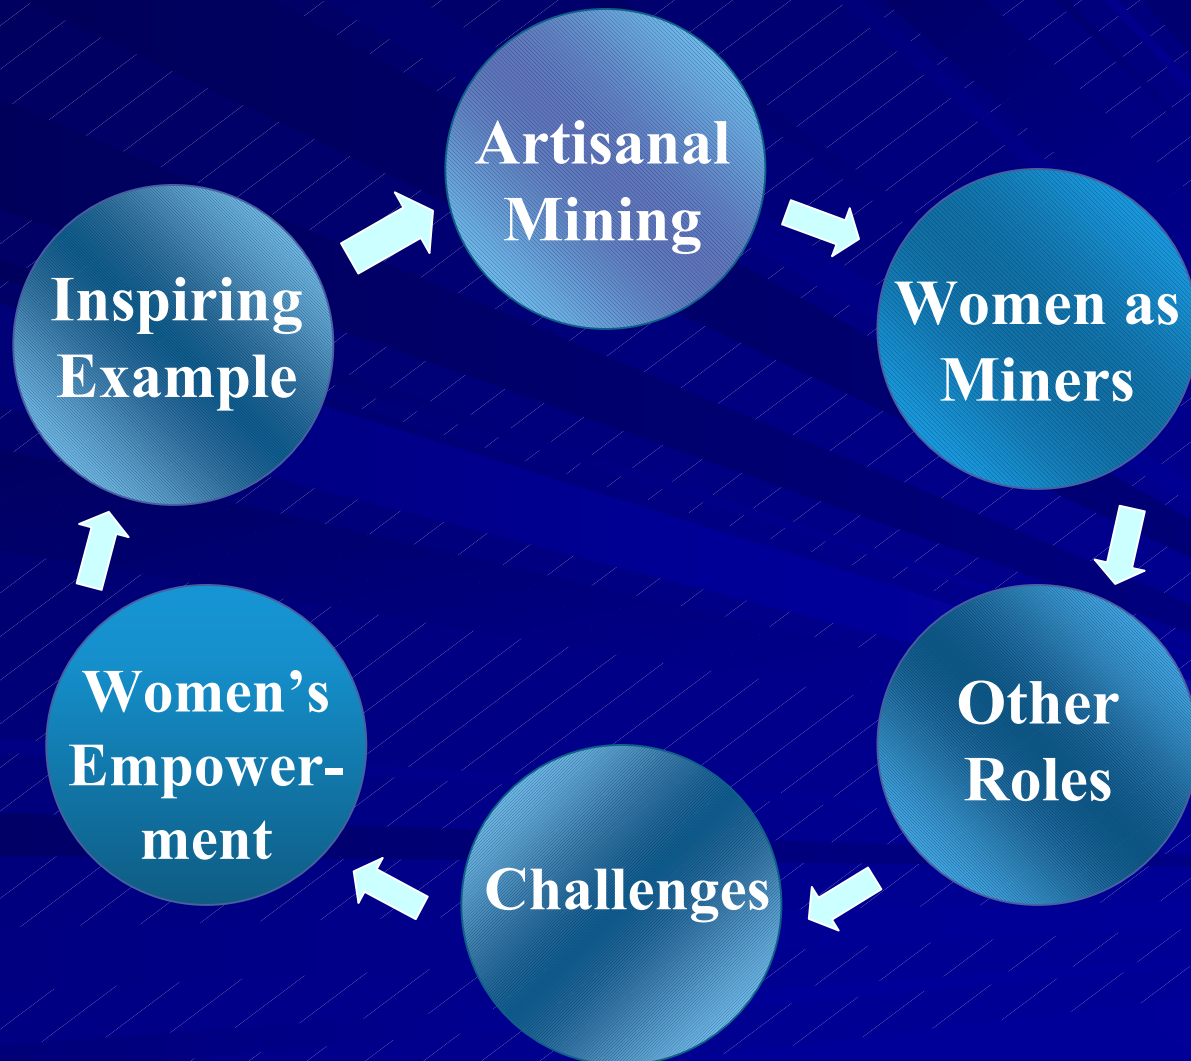 Artisanal
Mining
Women as
Miners
Other
Roles
Challenges
Women’s
Empower-
ment
Inspiring
Example